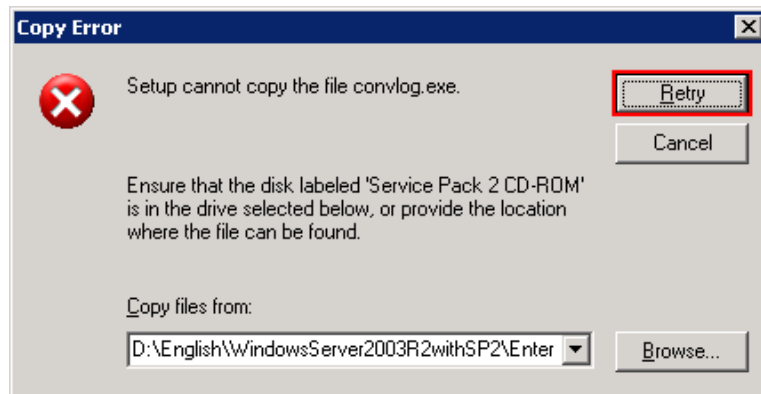 Copy Error
Setup cannot copy the file convlog.exe.
Retry
Cancel
Ensure that the disk labeled 'Service Pack 2 CD-ROM'
is in the drive selected below, or provide the location
where the file can be found.
Copy files from:
D:\English\WindowsServer2003R2withSP2\Enter
Browse...